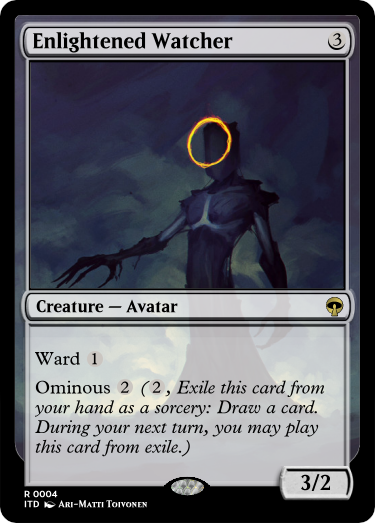 Enlightened Watcher 3
Creature — Avatar
Ward 1
Ominous 2 (2, Exile this card from
your hand as a sorcery: Draw a card.
During your next turn, you may play
this card from exile.)
3/2
R 0004
ITD Ari-Matti Toivonen